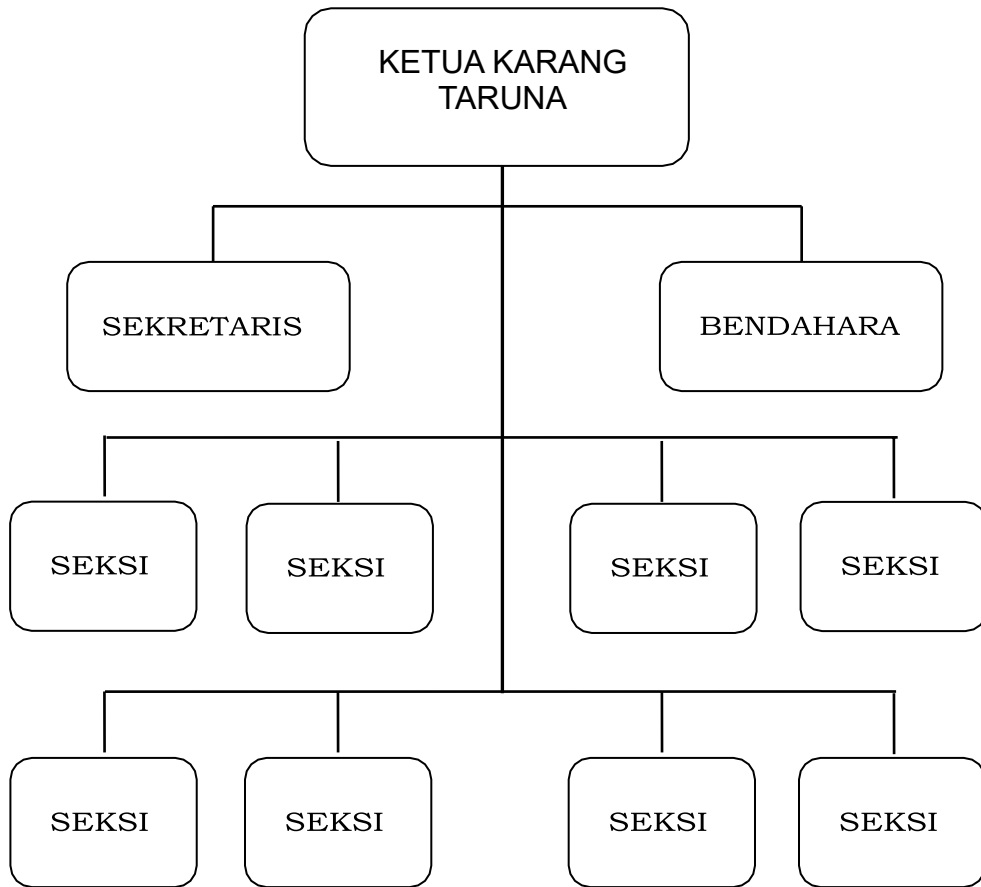 KETUA KARANG
TARUNA
SEKRETARIS
BENDAHARA
SEKSI
SEKSI
SEKSI
SEKSI
SEKSI
SEKSI
SEKSI
SEKSI